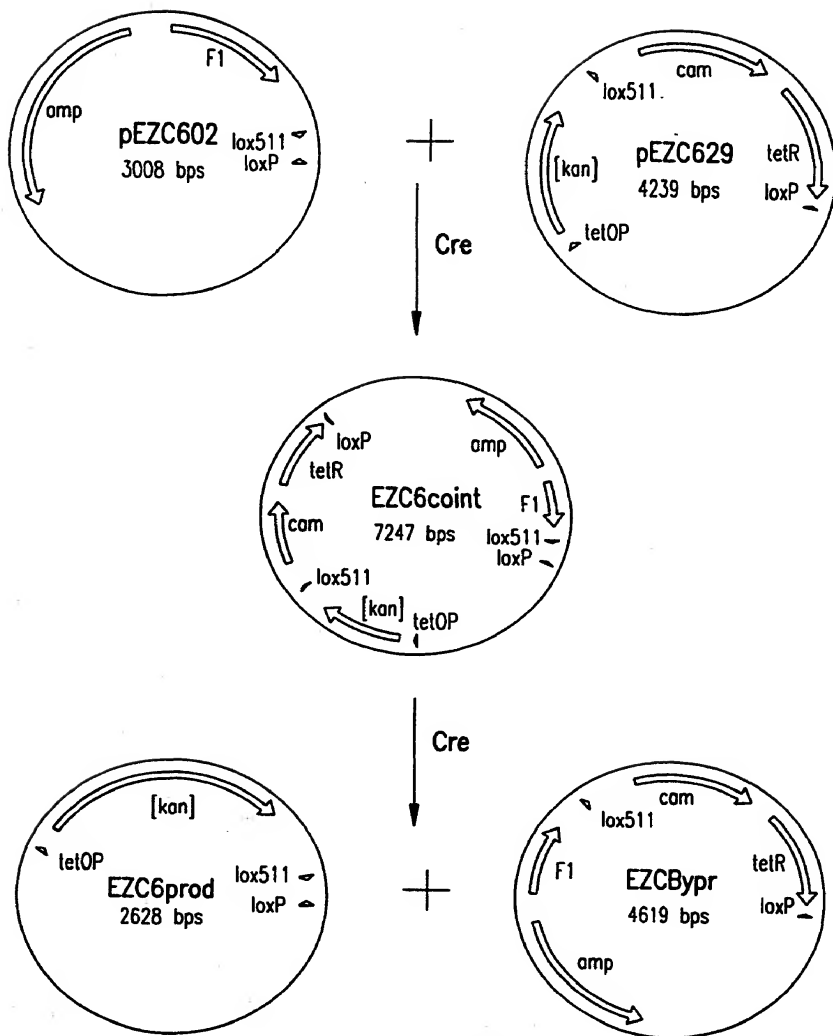 F1
amp
pEZC602
3008 bps
lox511
loxP
+
cam
lox511
tetR
[kan]
pEZC629
4239 bps
loxP
tetOP
Cre
loxP
amp
tetR
EZC6coint
7247 bps
F1
cam
lox511
loxP
lox511
[kan]
tetOP
Cre
[kan]
tetOP
EZC6prod
2628 bps
lox511
loxP
+
cam
lox511
F1
tetR
EZCBypr
4619 bps
loxP
amp